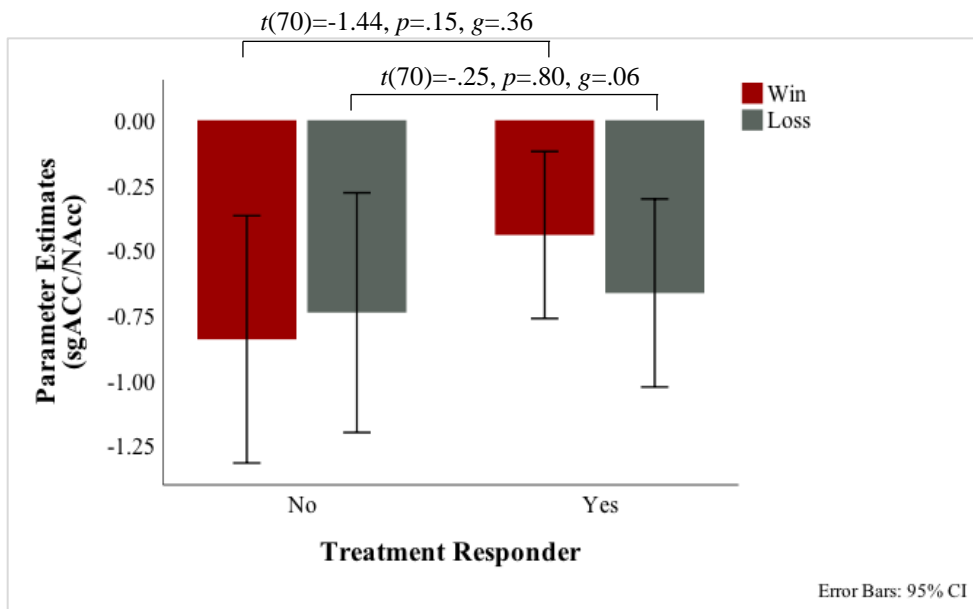 t(70)=-1.44, p=.15, g=.36
t(70)=-.25, p=.80, g=.06
Win
Loss
0.00
-0.25
-0.50
-0.75
-1.00
-1.25
Parameter Estimates
(sgACC/NAcc)
No
Yes
Treatment Responder
Error Bars: 95% CI